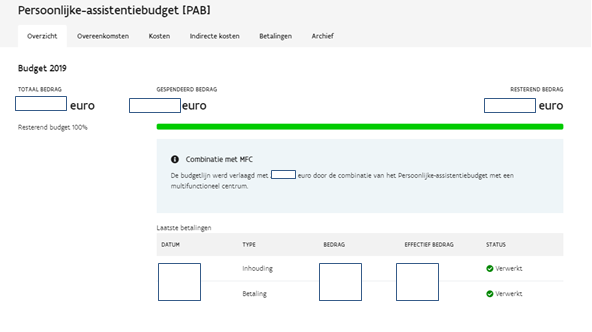 Persoonlijke-assistentiebudget [PAB]
Overzicht Overeenkomsten Kosten Indirecte kosten Betalingen Archief
Budget 2019
TOTAAL BEDRAG GESPENDEERD BEDRAG RESTEREND BEDRAG
euro euro euro
Resterend budget 100%
Combinatie met MFC
De budgetlijn werd verlaagd met euro door de combinatie van het Persoonlijke-assistentiebudget met een
multifunctioneel centrum.
Laatste betalingen
DATUM TYPE BEDRAG EFFECTIEF BEDRAG STATUS
Inhouding Verwerkt
Betaling Verwerkt